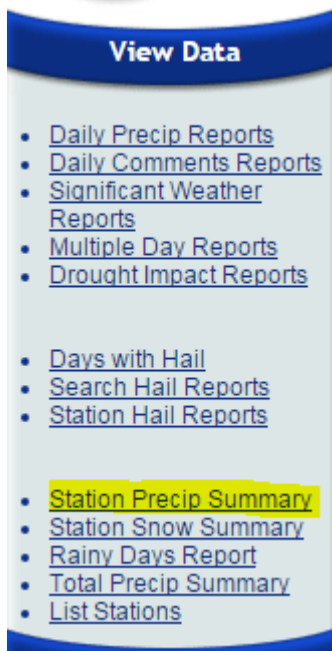 View Data
Daily Precip Reports
Daily Comments Reports
Significant Weather
Reports
Multiple Day Reports
Drought Impact Reports
Days with Hail
Search Hail Reports
Station Hail Reports
Station Precip Summary
Station Snow Summary
Rainy Days Report
Total Precip Summary
List Stations